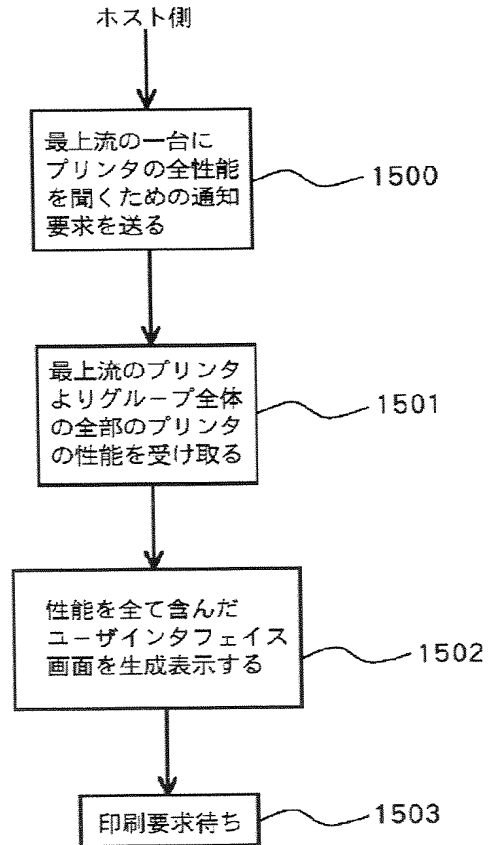 ホスト側
最上流の一台に
プリンタの全性能
を聞くための通知
要求を送る
1500
最上流のプリンタ
よりグループ全体
の全部のプリンタ
の性能を受け取る
1501
性能を全て含んだ
ユーザインタフェイス
画面を生成表示する
1502
印刷要求待ち
1503